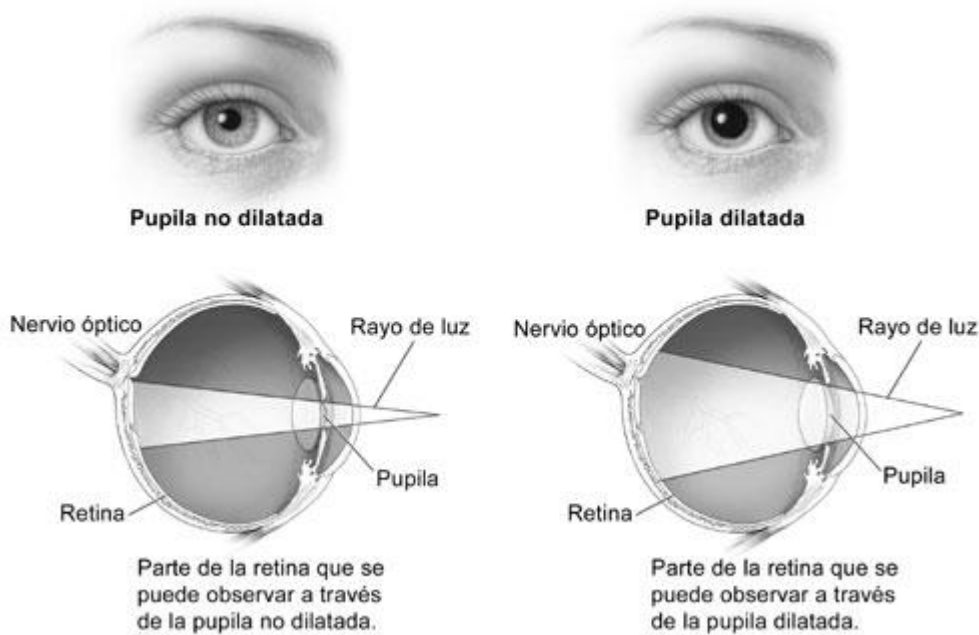 Pupila no dilatada
Pupila dilatada
Nervio óptico
Rayo de luz
Pupila
Retina
Parte de la retina que se
puede observar a través
de la pupila no dilatada.
Nervio óptico
Rayo de luz
Pupila
Retina
Parte de la retina que se
puede observar a través
de la pupila dilatada.